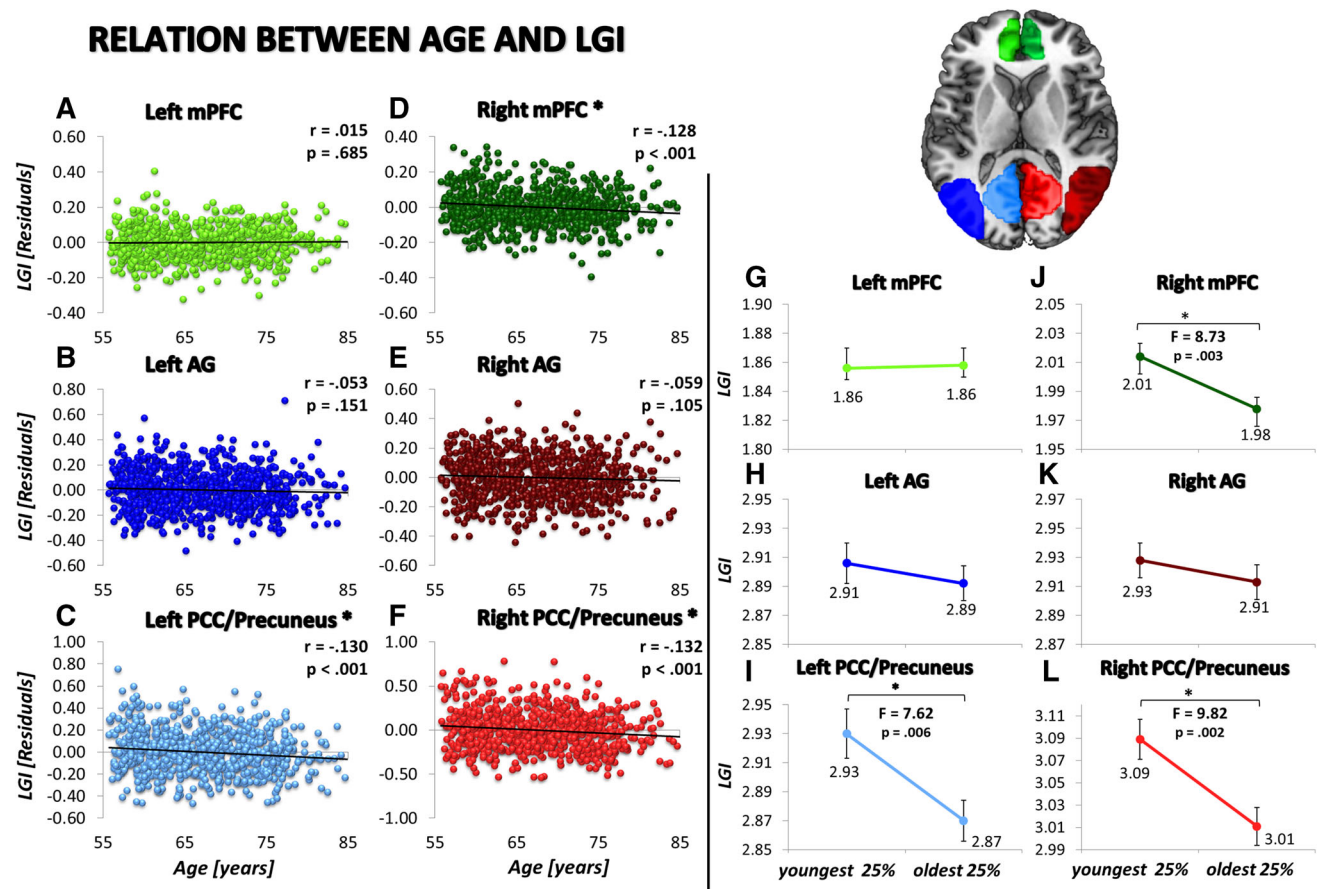 RELATION BETWEEN AGE AND LGI
A
Left mPFC
r = .015
p = .685
LGI [Residuals]
0.60
0.40
0.20
0.00
-0.20
-0.40
55 65 75 85
D
Right mPFC *
r = -.128
p < .001
0.40
0.20
0.00
-0.20
-0.40
-0.60
55 65 75 85
B
Left AG
r = -.053
p = .151
LGI [Residuals]
0.80
0.60
0.40
0.20
0.00
-0.20
-0.40
-0.60
55 65 75 85
E
Right AG
r = -.059
p = .105
0.60
0.40
0.20
0.00
-0.20
-0.40
-0.60
55 65 75 85
C
Left PCC/Precuneus *
r = -.130
p < .001
LGI [Residuals]
1.00
0.80
0.60
0.40
0.20
0.00
-0.20
-0.40
-0.60
55 65 75 85
Age [years]
F
Right PCC/Precuneus *
r = -.132
p < .001
1.00
0.50
0.00
-0.50
-1.00
55 65 75 85
Age [years]
G
Left mPFC
LGI
1.90
1.88
1.86
1.84
1.82
1.80
1.86
1.86
J
Right mPFC
2.05
2.03
2.01
1.99
1.97
1.95
*
F = 8.73
p = .003
2.01
1.98
H
Left AG
LGI
2.95
2.93
2.91
2.89
2.87
2.85
2.91
2.89
K
Right AG
2.97
2.95
2.93
2.91
2.89
2.87
2.93
2.91
I
Left PCC/Precuneus
LGI
2.95
2.93
2.91
2.89
2.87
2.85
*
F = 7.62
p = .006
2.93
2.87
youngest 25% oldest 25%
L
Right PCC/Precuneus
3.11
3.09
3.07
3.05
3.03
3.01
2.99
*
F = 9.82
p = .002
3.09
3.01
youngest 25% oldest 25%